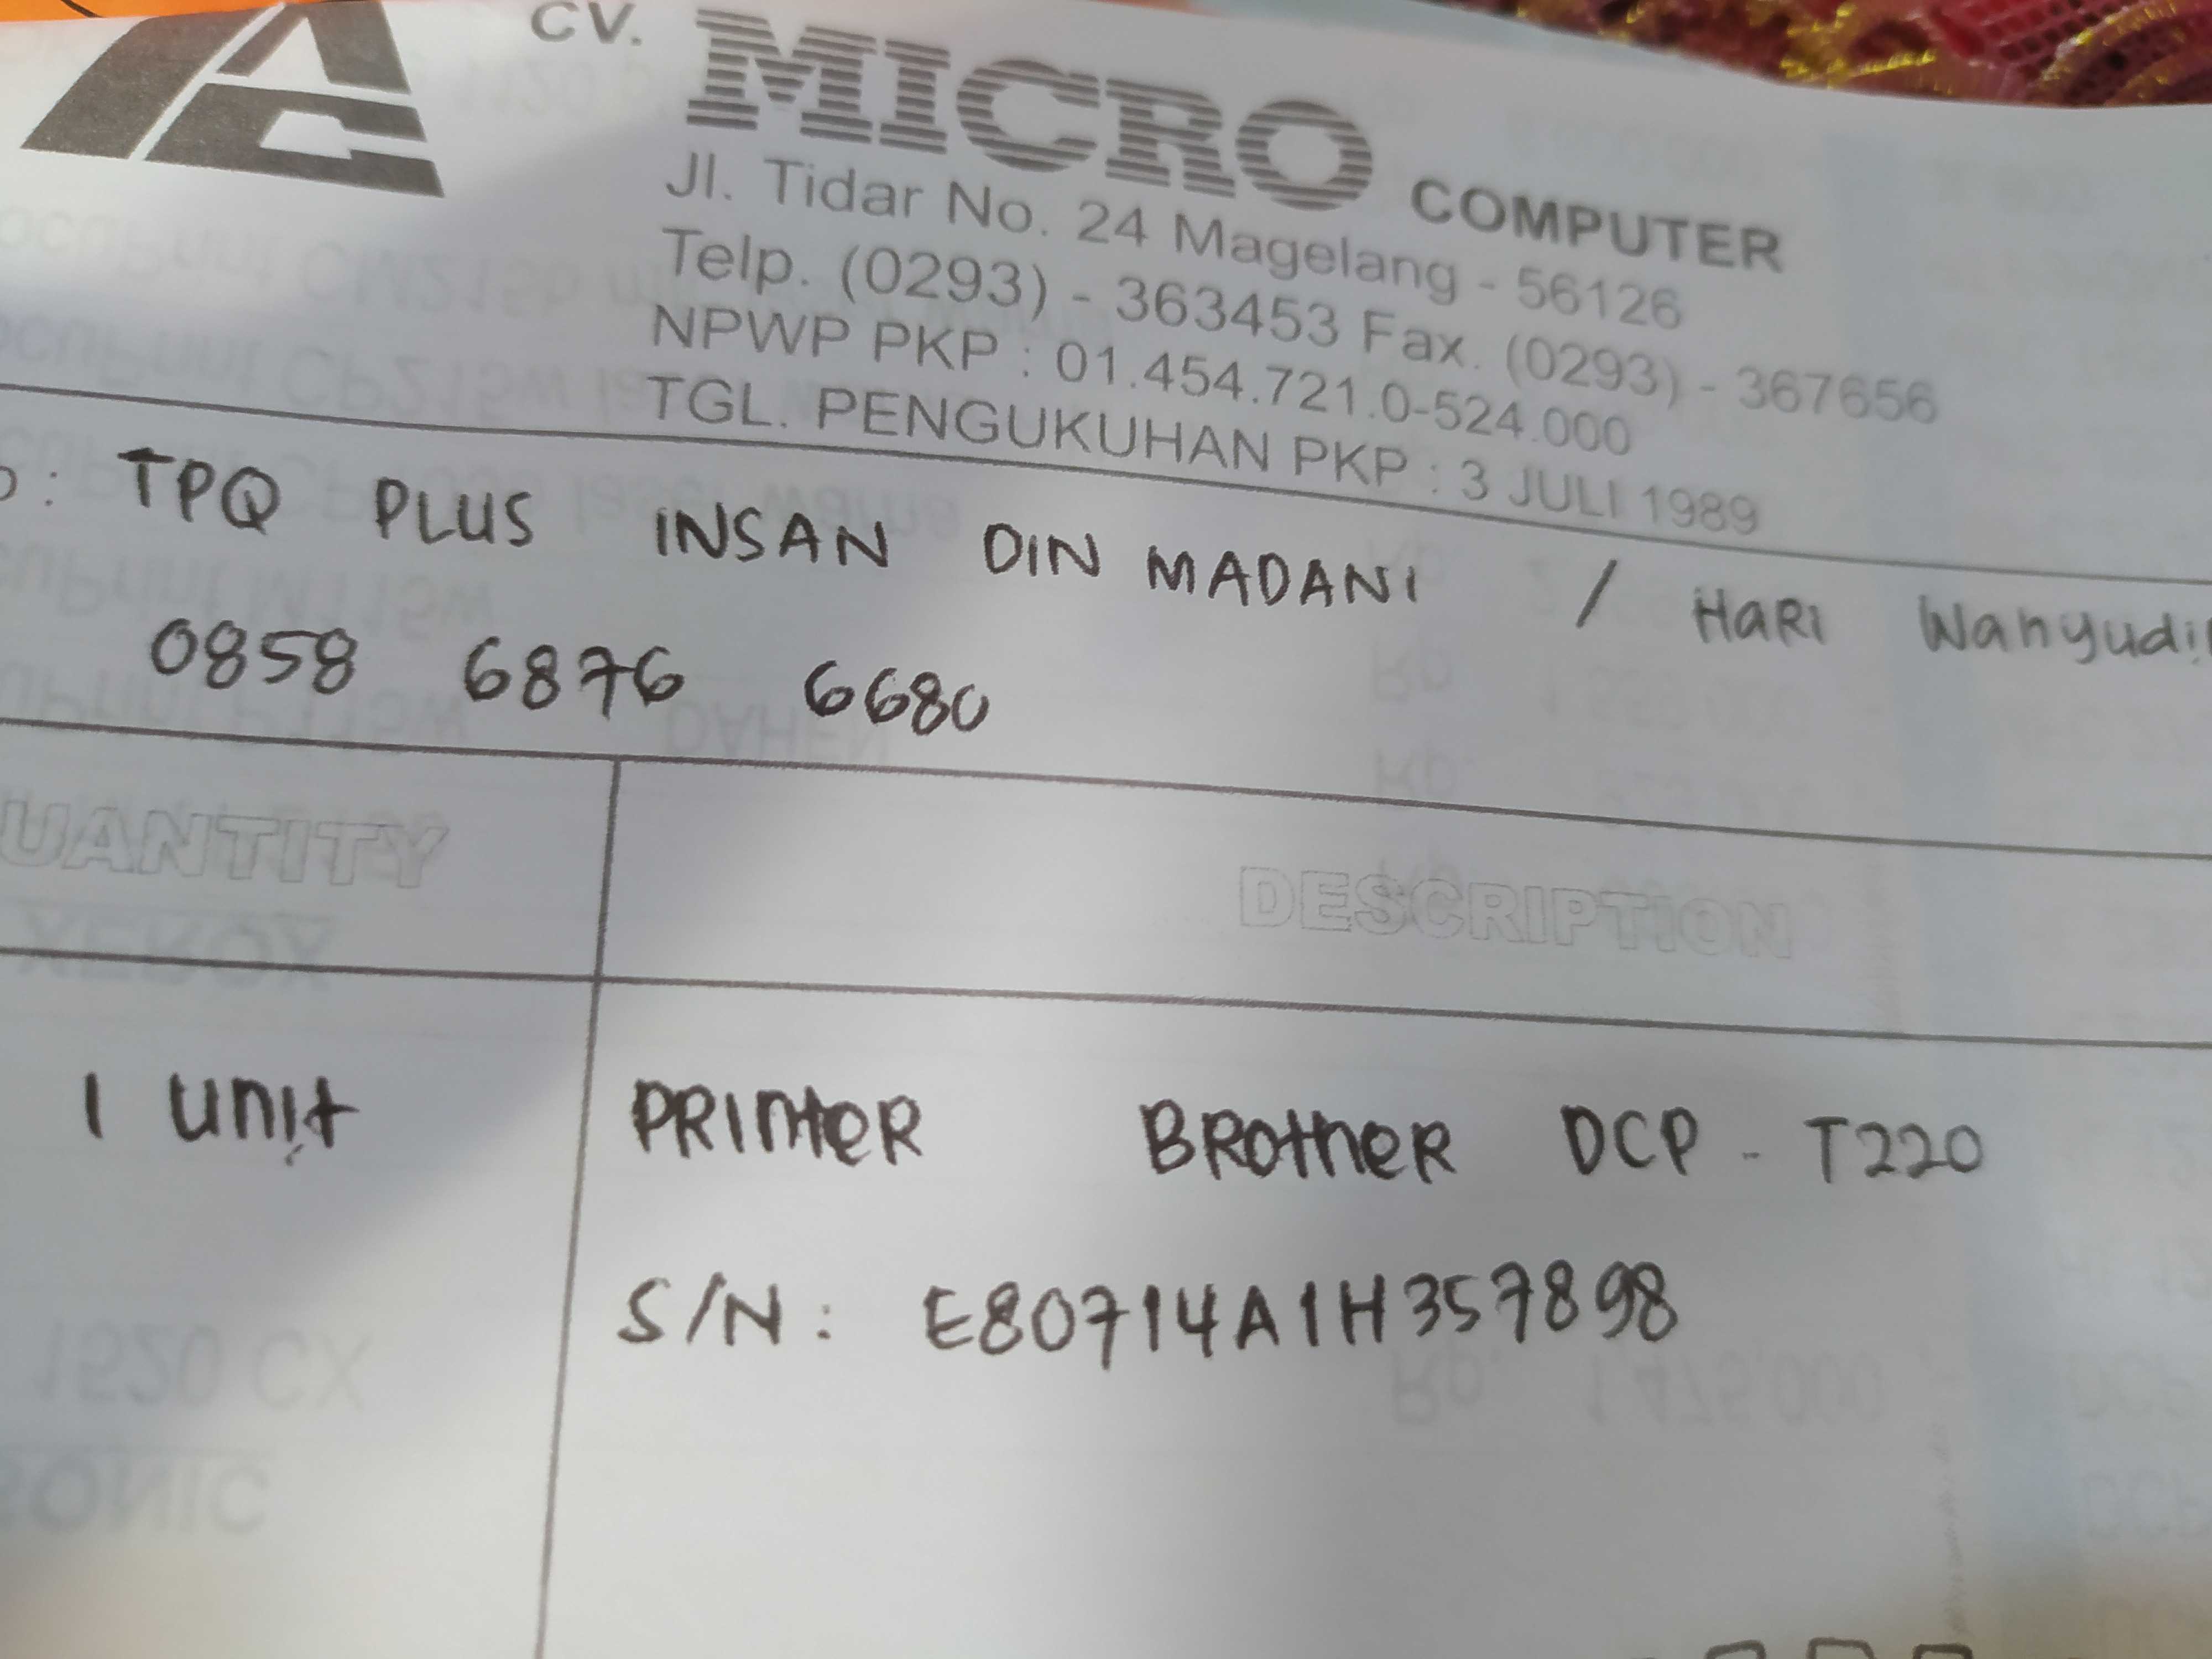 CV. MICRO COMPUTER
Jl. Tidar No. 24 Magelang - 56126
Telp. (0293) - 363453 Fax. (0293) - 367656
NPWP PKP : 01.454.721.0-524.000
TGL. PENGUKUHAN PKP : 3 JULI 1989
: TPQ PLUS INSAN DIN MADANI / HARI Wahyudi
0858 6876 6680
UANTITY DESCRIPTION
1 unit PRInteR BRotheR DCP - T220
S/N : E80714A1H357898